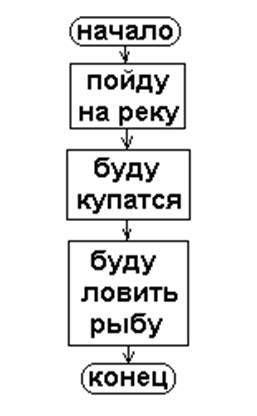 начало
пойду
на реку
буду
купатся
буду
ловить
рыбу
конец